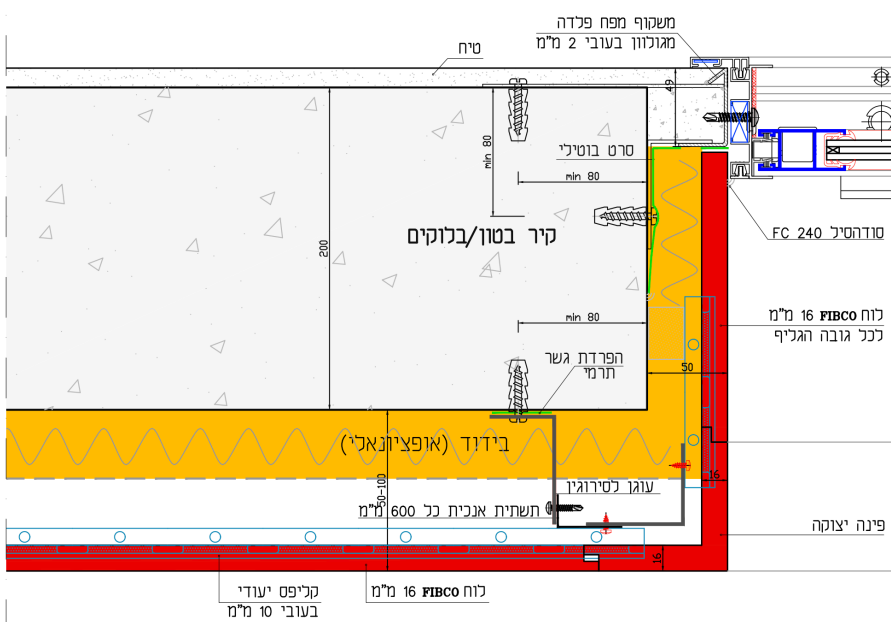 משקוף מפח פלדה
מגולוון בעובי 2 מ"מ
טיח
49
min 80
סרט בוטילי
min 80
קיר בטון/בלוקים
200
סודהסיל FC 240
min 80
לוח FIBCO 16 מ"מ
לכל גובה הגליף
הפרדת גשר
תרמי
50
בידוד (אופציונאלי)
16
50-100
עוגן לסירוגין
תשתית אנכית כל 600 מ"מ
פינה יצוקה
16
קליפס יעודי
בעובי 10 מ"מ
לוח FIBCO 16 מ"מ